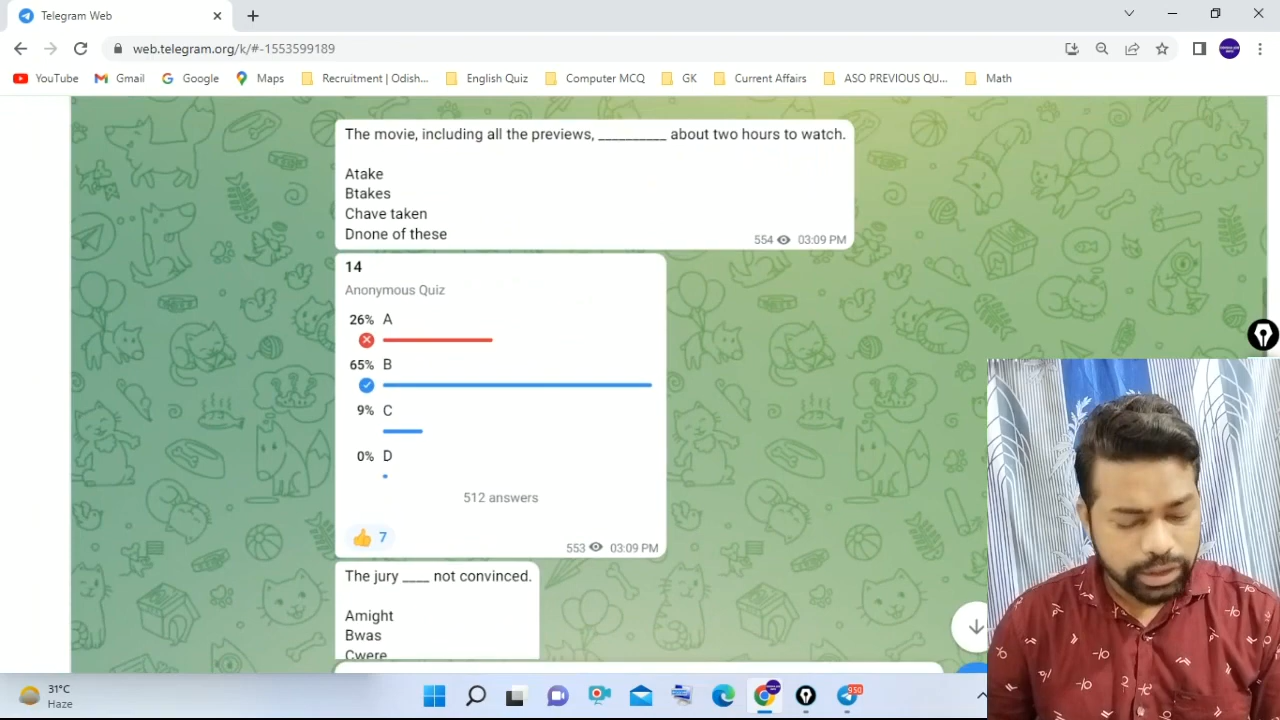 Telegram Web
web.telegram.org/k/#-1553599189
YouTube Gmail Google Maps Recruitment | Odish... English Quiz Computer MCQ GK Current Affairs ASO PREVIOUS QU... Math
The movie, including all the previews, __________ about two hours to watch.
Atake
Btakes
Chave taken
Dnone of these
554 03:09 PM
14
Anonymous Quiz
26% A
65% B
9% C
0% D
512 answers
7
553 03:09 PM
The jury ____ not convinced.
Amight
Bwas
Cwere
31°C
Haze
950